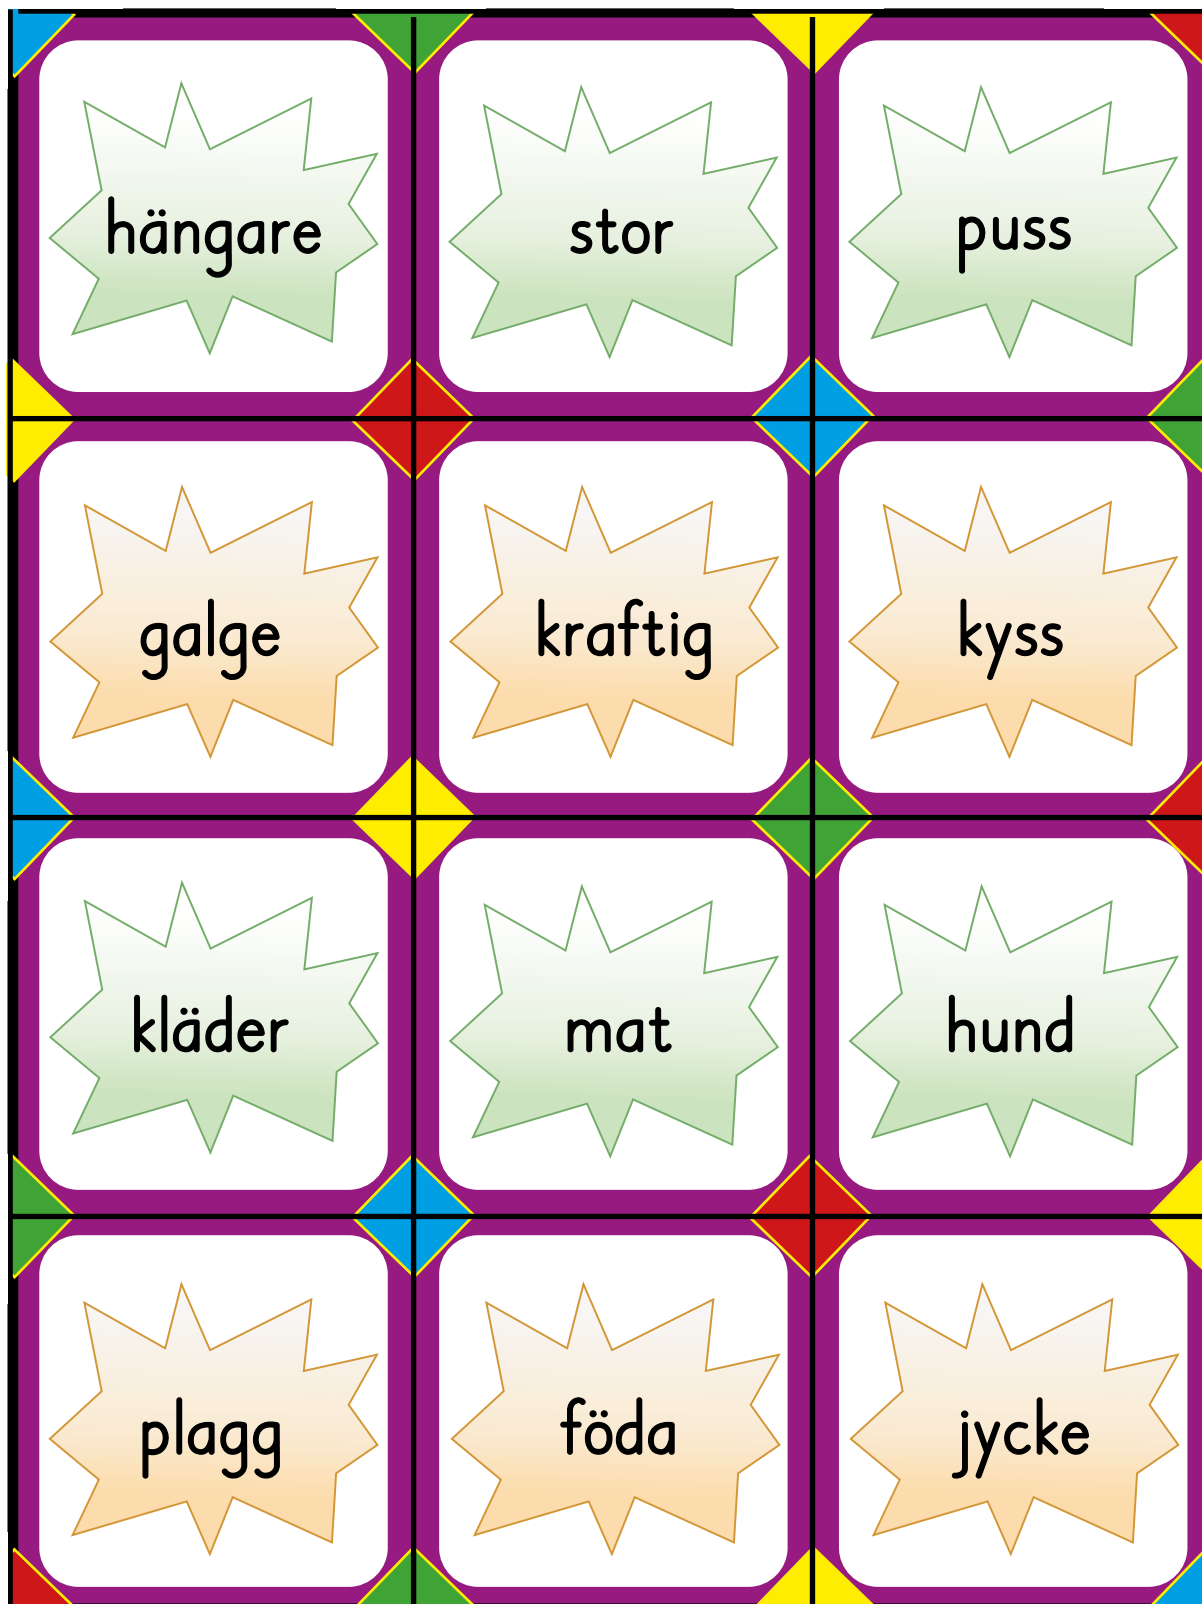 hängare
stor
puss
galge
kraftig
kyss
kläder
mat
hund
plagg
föda
jycke